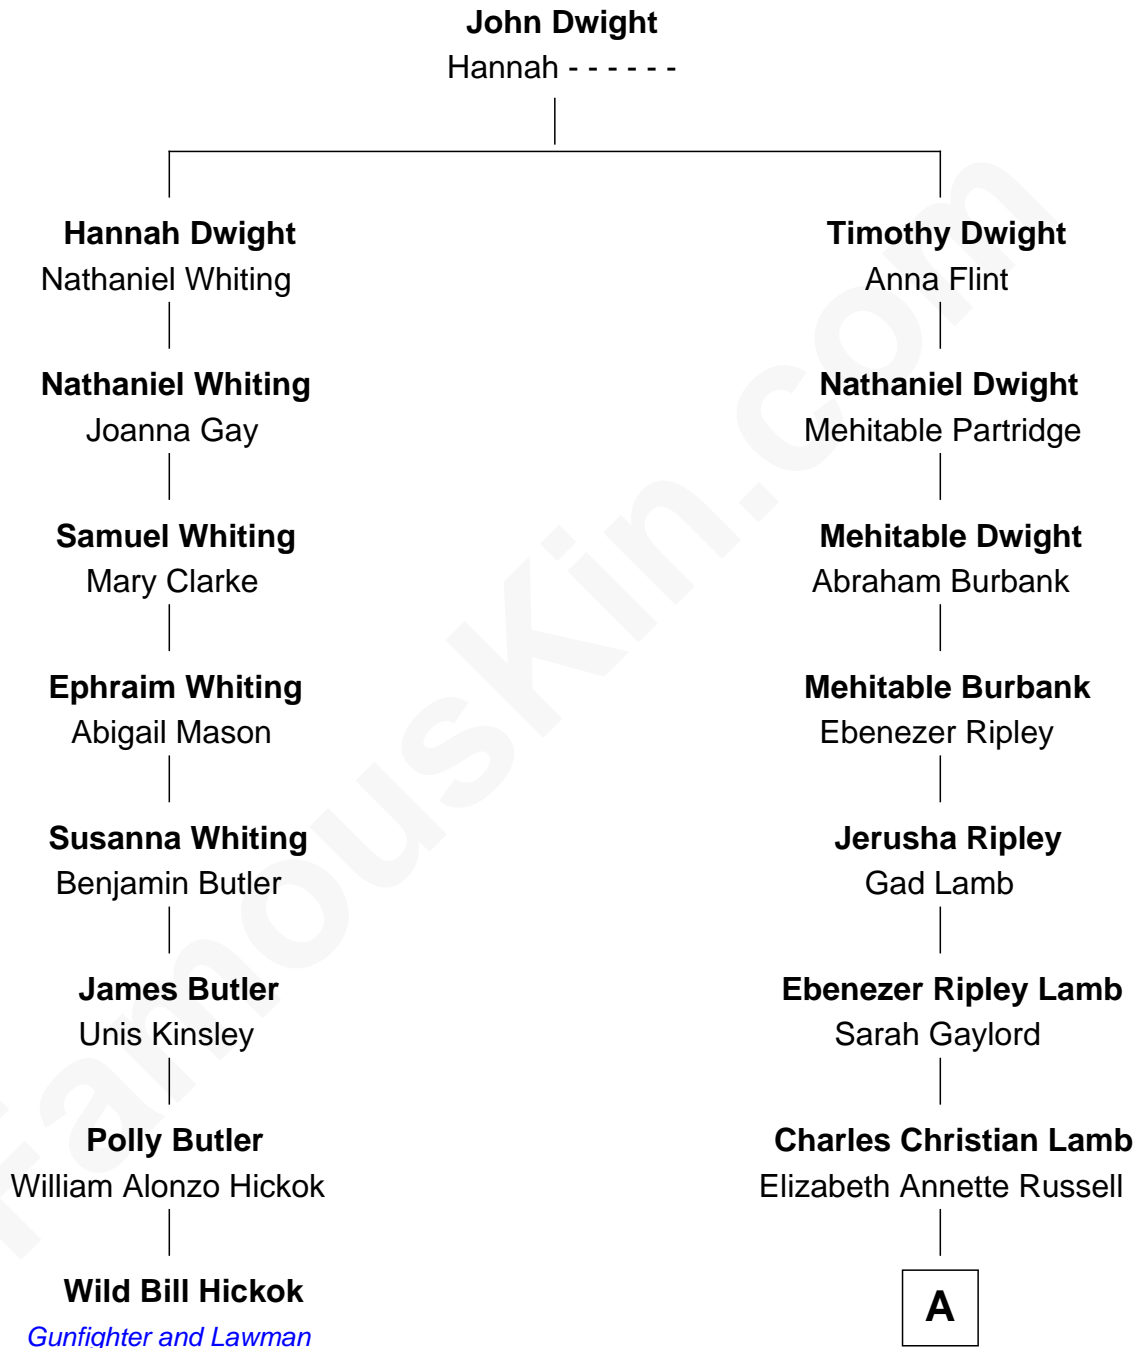 John Dwight
Hannah - - - - - -
Hannah Dwight
Nathaniel Whiting
Timothy Dwight
Anna Flint
Nathaniel Whiting
Joanna Gay
Nathaniel Dwight
Mehitable Partridge
Samuel Whiting
Mary Clarke
Mehitable Dwight
Abraham Burbank
Ephraim Whiting
Abigail Mason
Mehitable Burbank
Ebenezer Ripley
Susanna Whiting
Benjamin Butler
Jerusha Ripley
Gad Lamb
James Butler
Unis Kinsley
Ebenezer Ripley Lamb
Sarah Gaylord
Polly Butler
William Alonzo Hickok
Charles Christian Lamb
Elizabeth Annette Russell
Wild Bill Hickok
Gunfighter and Lawman
A
FamousKin.com